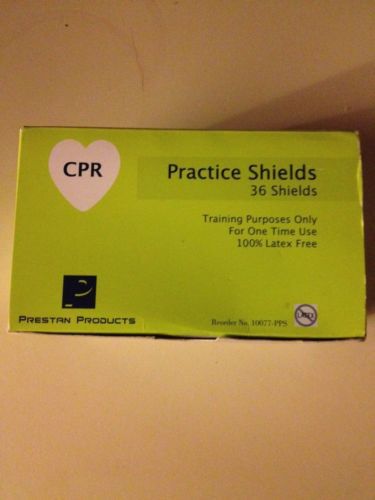 CPR
Practice Shields
36 Shields
Training Purposes Only
For One Time Use
100% Latex Free
PRESTAN PRODUCTS
Reorder No. 10077-PPS
LATEX